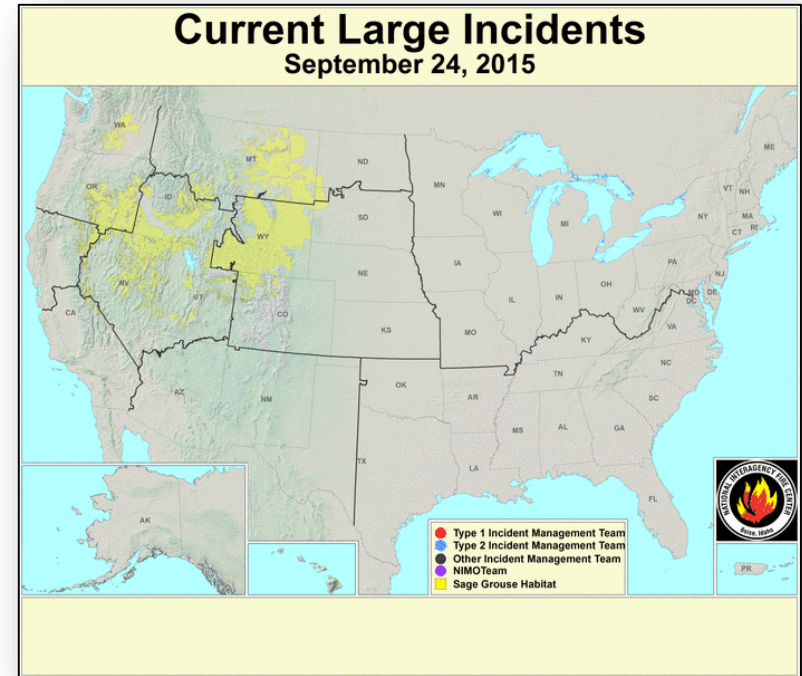 Current Large Incidents
September 24, 2015
WA
MT
ND
ME
OR
ID
MN
VT
NH
SD
WI
MI
NY
MA
CT
RI
WY
IA
PA
NE
NJ
NV
UT
IL
IN
OH
MD
DE
DC
WV
CA
CO
KS
MO
KY
VA
AZ
NM
OK
AR
TN
NC
SC
MS
AL
GA
TX
LA
FL
AK
PR
Type 1 Incident Management Team
Type 2 Incident Management Team
Other Incident Management Team
NIMOTeam
Sage Grouse Habitat
NATIONAL INTERAGENCY FIRE CENTER
Boise, Idaho